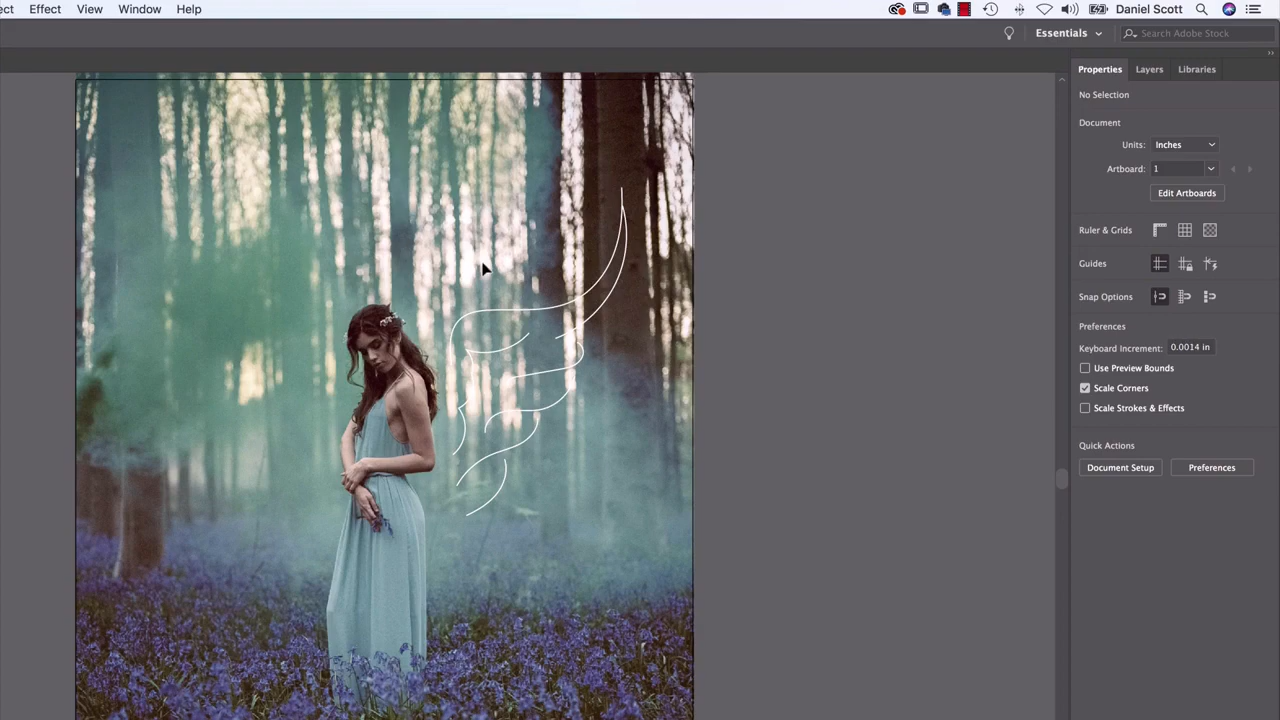 ect Effect View Window Help Daniel Scott
Essentials Search Adobe Stock
Properties Layers Libraries
No Selection
Document
Units: Inches
Artboard: 1
Edit Artboards
Ruler & Grids
Guides
Snap Options
Preferences
Keyboard Increment: 0.0014 in
Use Preview Bounds
Scale Corners
Scale Strokes & Effects
Quick Actions
Document Setup Preferences